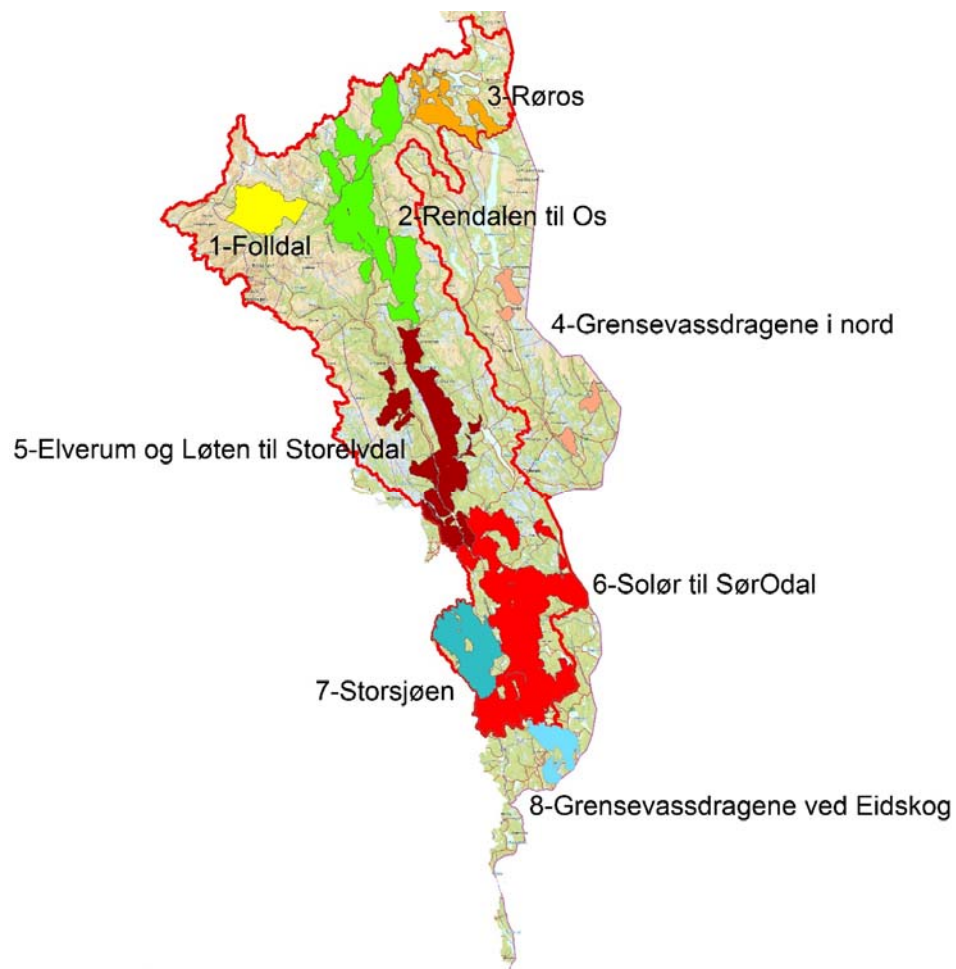 3-Røros
2-Rendalen til Os
1-Folldal
4-Grensevassdragene i nord
5-Elverum og Løten til Storelvdal
6-Solør til SørOdal
7-Storsjøen
8-Grensevassdragene ved Eidskog